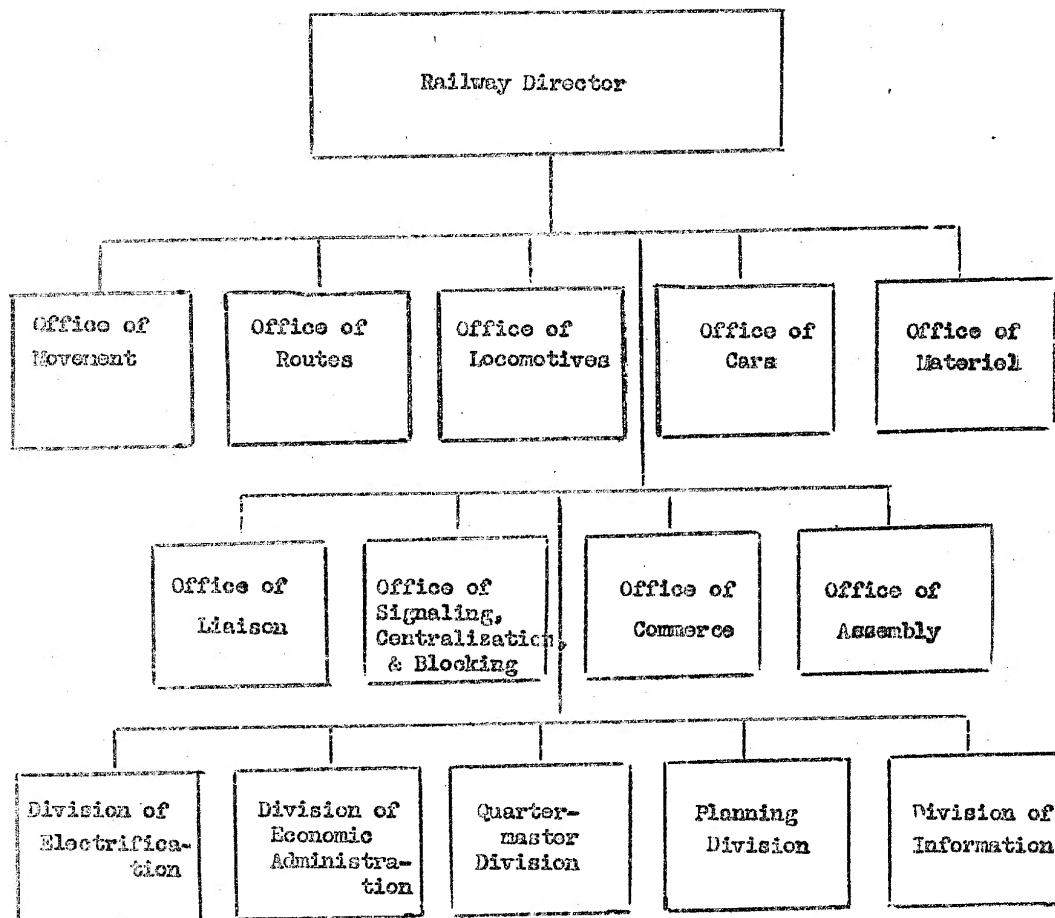 Railway Director
Office of
Movement
Office of
Routes
Office of
Locomotives
Office of
Cars
Office of
Materiel
Office of
Liaison
Office of
Signaling,
Centralization,
& Blocking
Office of
Commerce
Office of
Assembly
Division of
Electrifica-
tion
Division of
Economic
Administra-
tion
Quarter-
master
Division
Planning
Division
Division of
Information